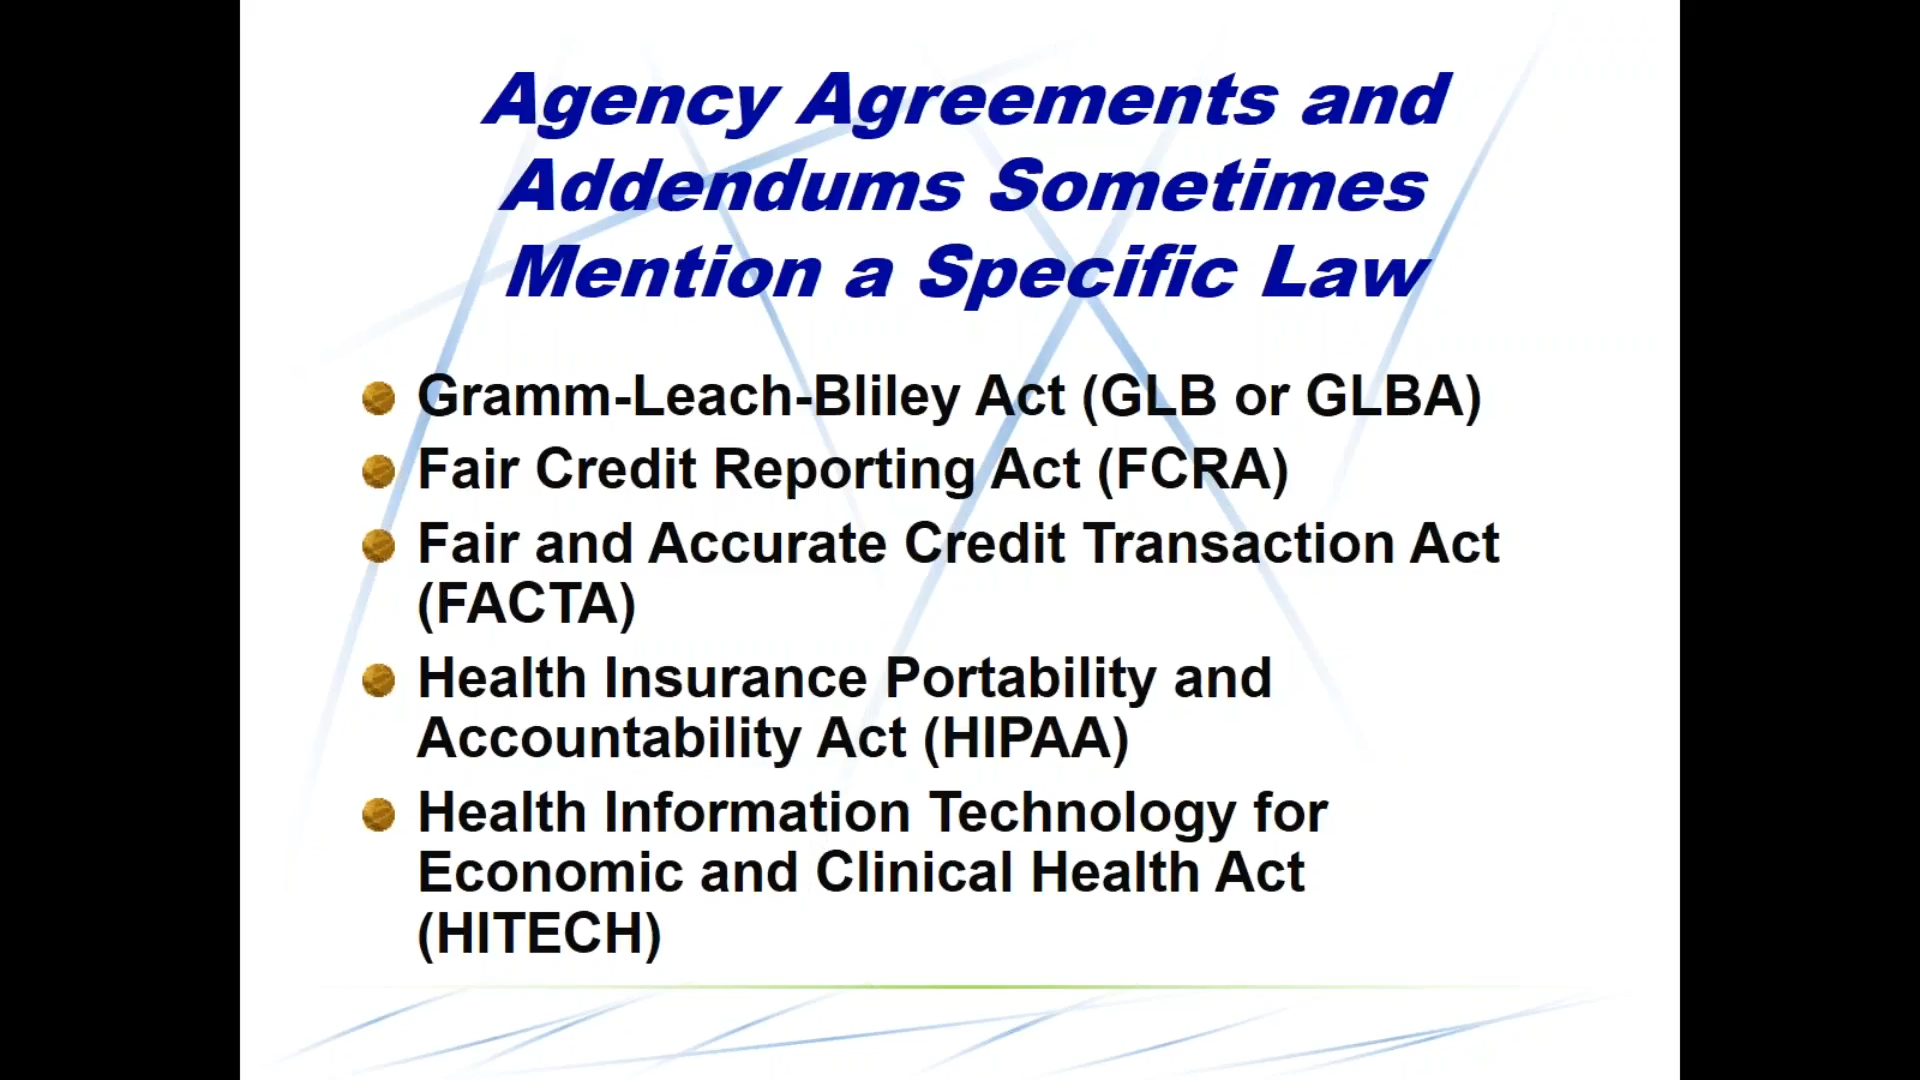 Agency Agreements and
Addendums Sometimes
Mention a Specific Law
Gramm-Leach-Bliley Act (GLB or GLBA)
Fair Credit Reporting Act (FCRA)
Fair and Accurate Credit Transaction Act
(FACTA)
Health Insurance Portability and
Accountability Act (HIPAA)
Health Information Technology for
Economic and Clinical Health Act
(HITECH)